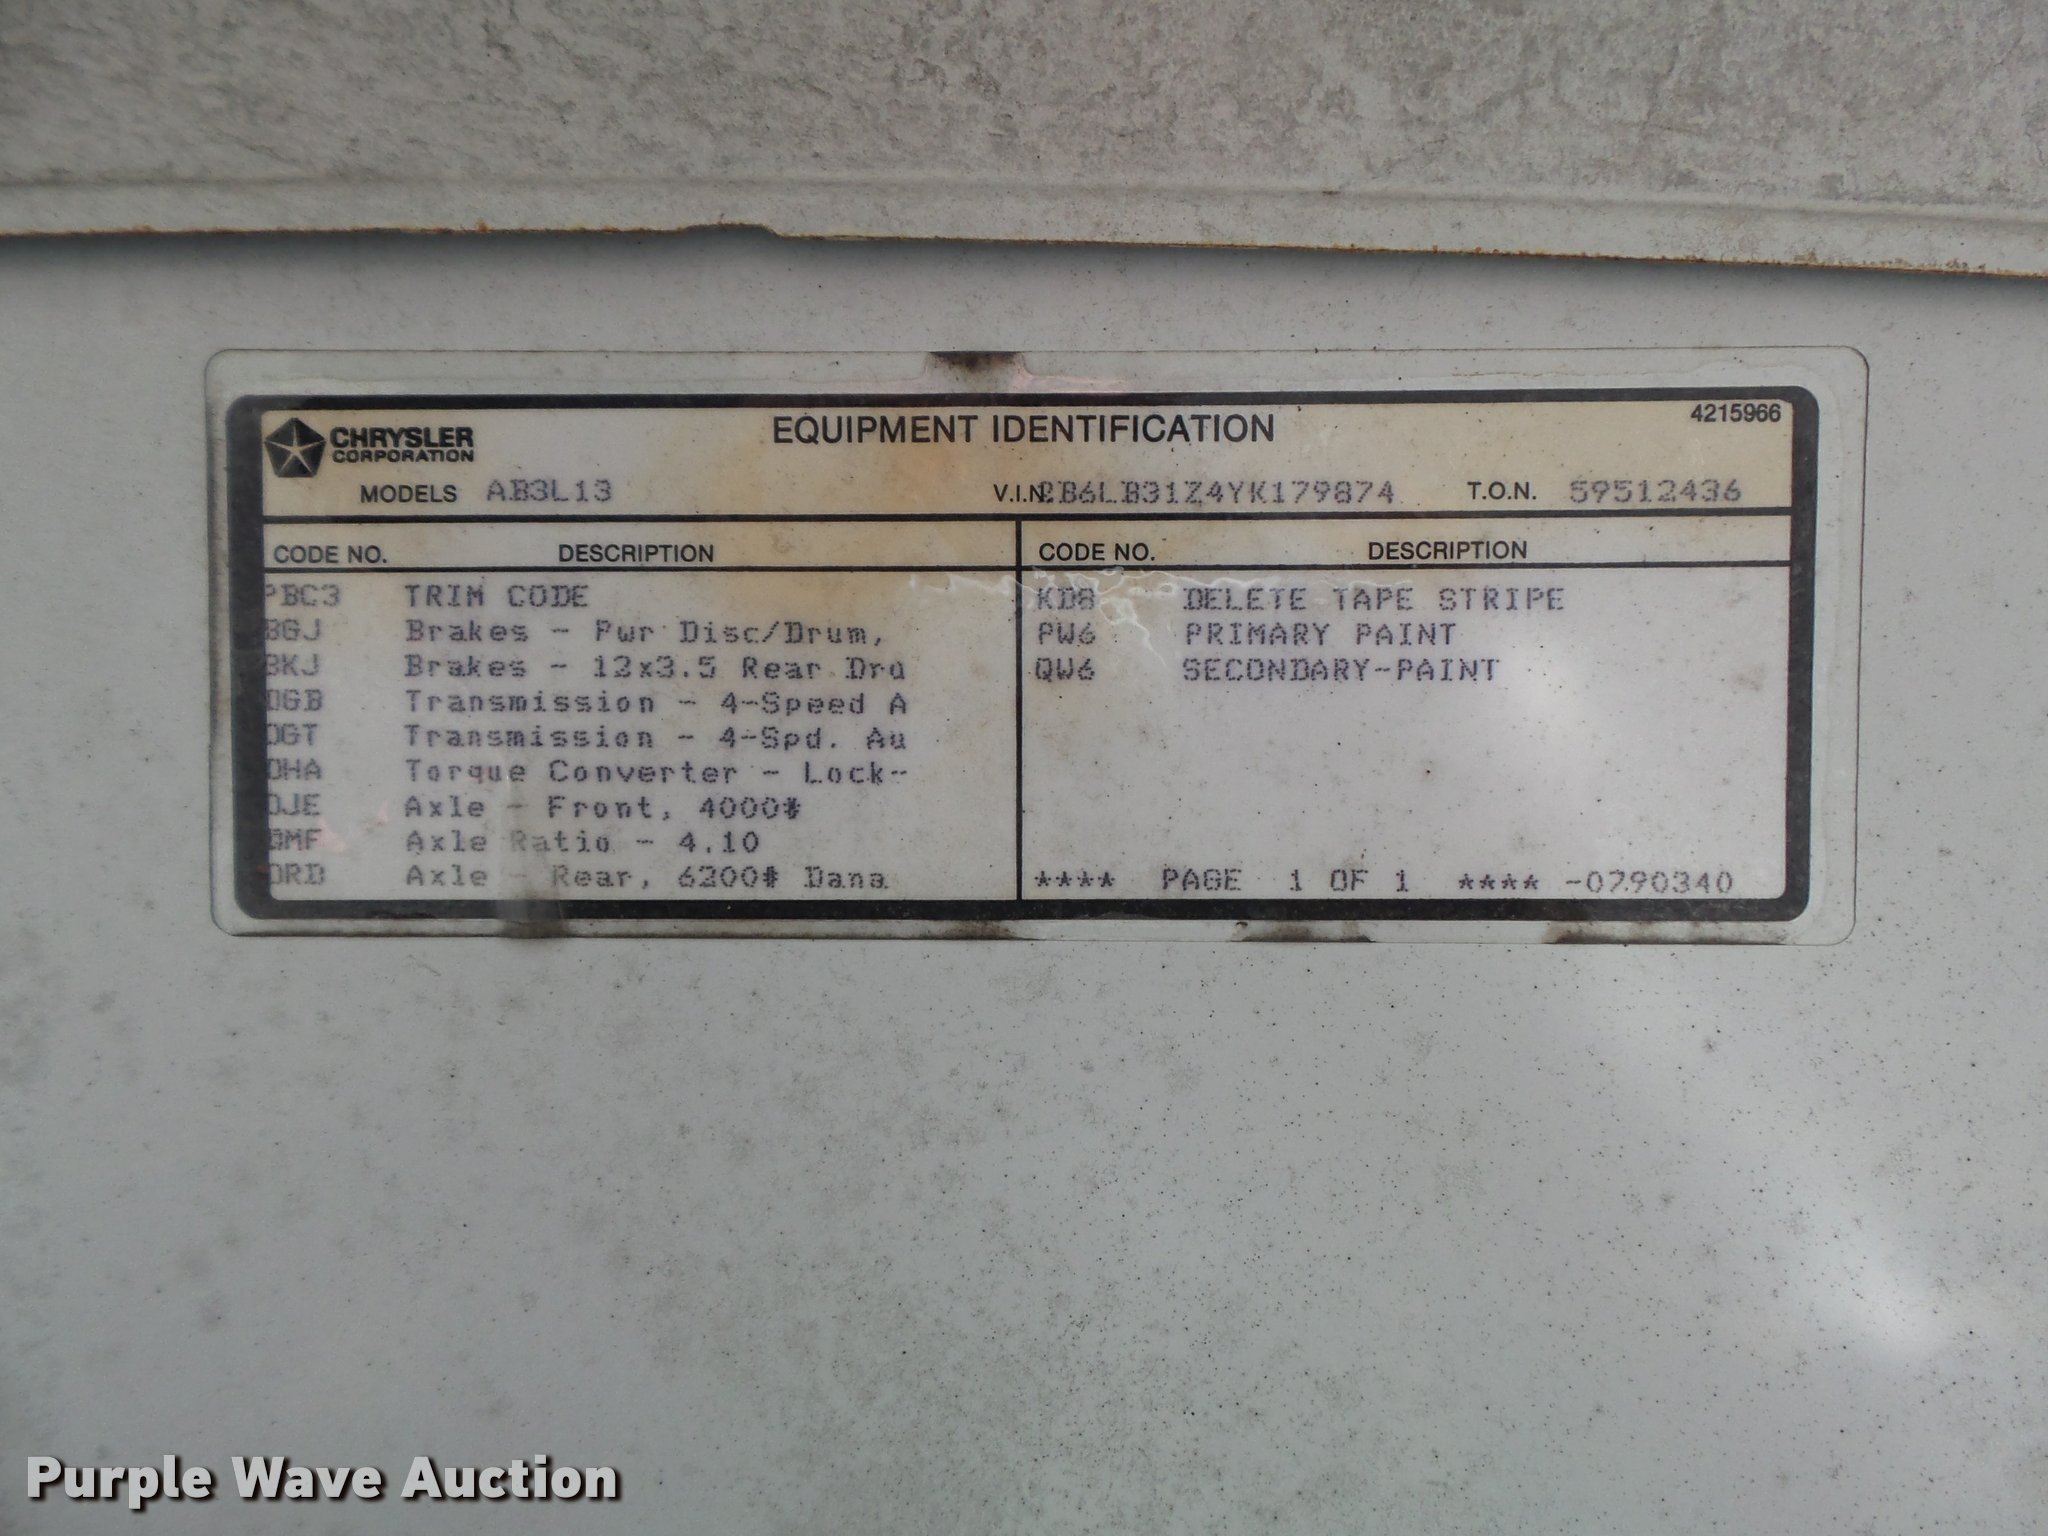 CHRYSLER
CORPORATION
EQUIPMENT IDENTIFICATION
4215966
MODELS AB3L13
V.I.N. 2B6LB31Z4YK179874
T.O.N. 59512436
CODE NO. DESCRIPTION
PBC3 TRIM CODE
BGJ Brakes - Pwr Disc/Drum,
BKJ Brakes - 12x3.5 Rear Dru
DGB Transmission - 4-Speed A
DGT Transmission - 4-Spd. Au
DHA Torque Converter - Lock-
DJE Axle - Front, 4000#
DMF Axle Ratio - 4.10
DRD Axle - Rear, 6200# Dana
CODE NO. DESCRIPTION
KD8 DELETE TAPE STRIPE
PW6 PRIMARY PAINT
QW6 SECONDARY-PAINT
**** PAGE 1 OF 1 **** -0790340
Purple Wave Auction